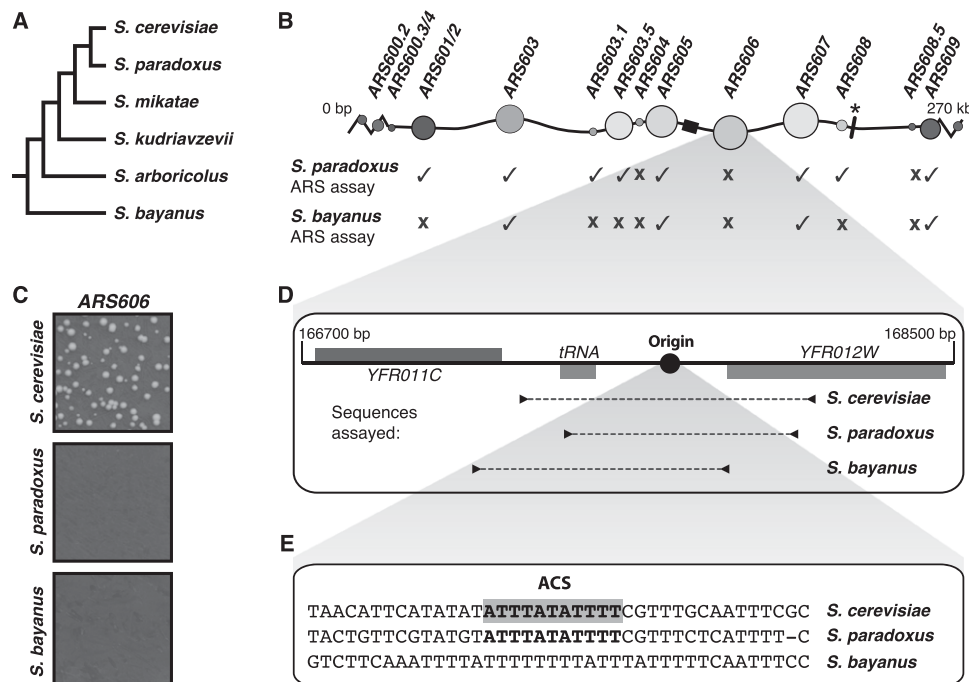 A
S. cerevisiae
S. paradoxus
S. mikatae
S. kudriavzevii
S. arboricolus
S. bayanus
B
ARS600.2
ARS600.3/4
ARS601/2
ARS603
ARS603.1
ARS603.5
ARS604
ARS605
ARS606
ARS607
ARS608
ARS608.5
ARS609
0 bp
*
270 kb
S. paradoxus
ARS assay
✓ ✓ ✓ ✓ x ✓ x ✓ ✓ x ✓
S. bayanus
ARS assay
x ✓ x x x ✓ x ✓ x x ✓
C
ARS606
S. cerevisiae
S. paradoxus
S. bayanus
D
166700 bp
168500 bp
Origin
tRNA
YFR012W
YFR011C
Sequences
assayed:
S. cerevisiae
S. paradoxus
S. bayanus
E
ACS
TAACATTCATATATATTTATATTTTCGTTTGCAATTTCGC S. cerevisiae
TACTGTTCGTATGTATTTATATTTTCGTTTCTCATTTT–C S. paradoxus
GTCTTCAAATTTTATTTTTTTTATTTATTTTTCAATTTCC S. bayanus